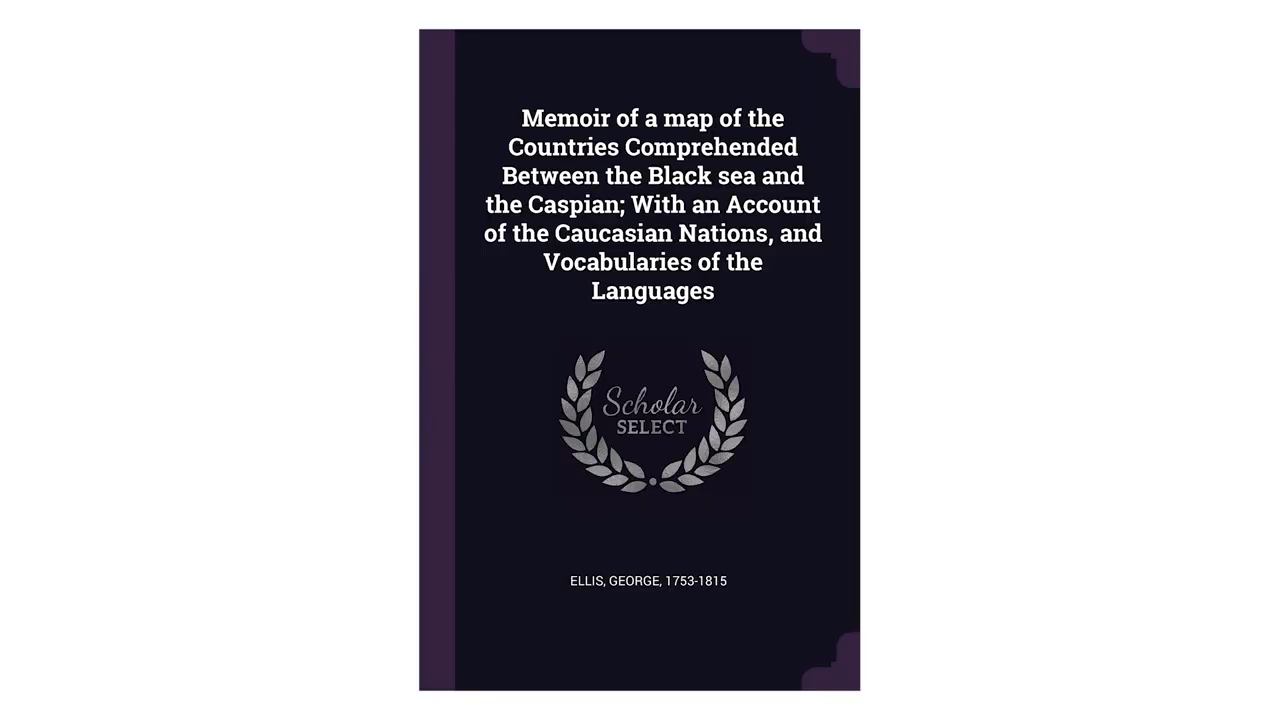 Memoir of a map of the
Countries Comprehended
Between the Black sea and
the Caspian; With an Account
of the Caucasian Nations, and
Vocabularies of the
Languages
Scholar
SELECT
ELLIS, GEORGE, 1753-1815